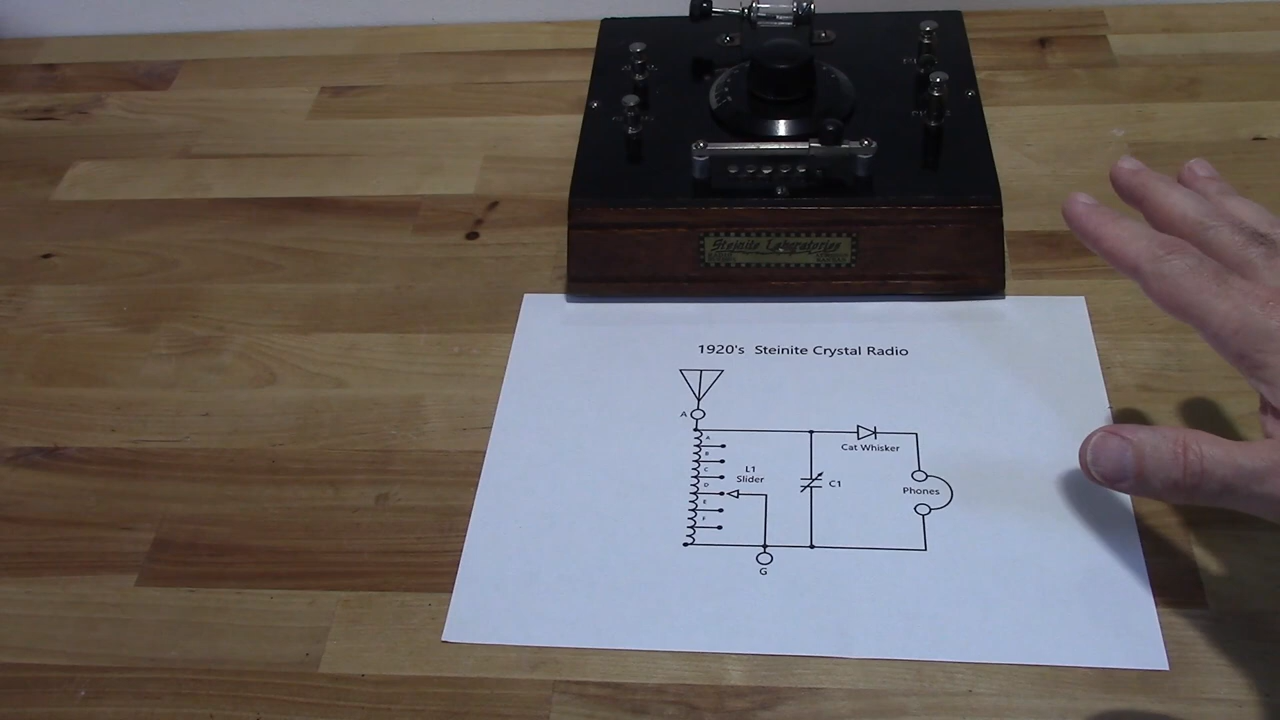 Steinite Laboratories
1920's Steinite Crystal Radio
A
A
B
C
D
E
F
L1
Slider
C1
Cat Whisker
Phones
G